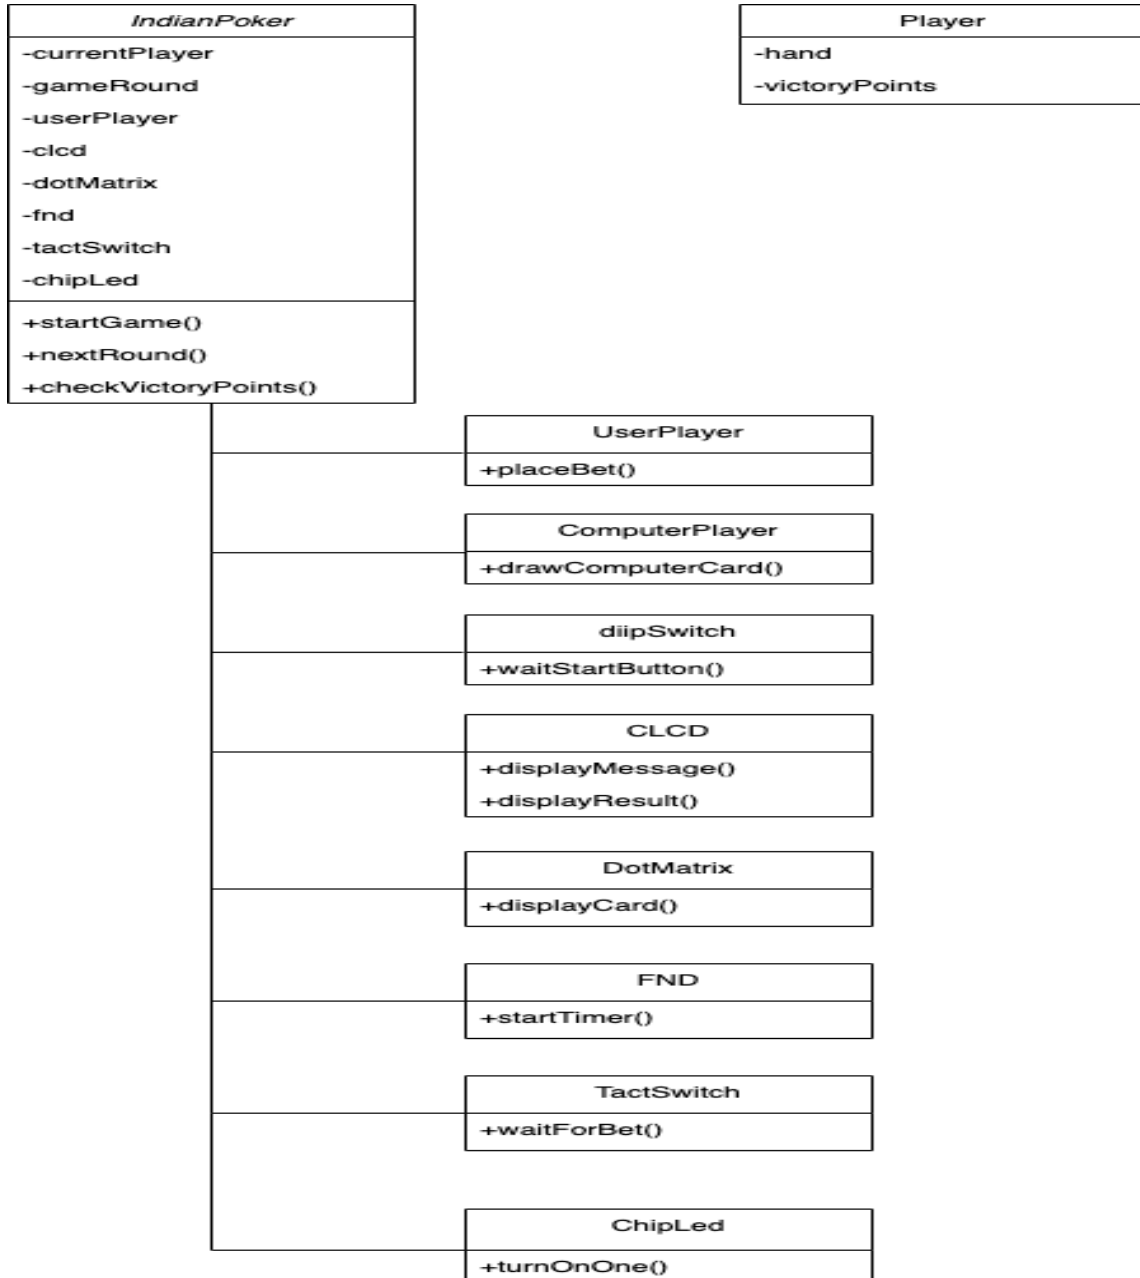 IndianPoker
-currentPlayer
-gameRound
-userPlayer
-clcd
-dotMatrix
-fnd
-tactSwitch
-chipLed
+startGame()
+nextRound()
+checkVictoryPoints()
Player
-hand
-victoryPoints
UserPlayer
+placeBet()
ComputerPlayer
+drawComputerCard()
diipSwitch
+waitStartButton()
CLCD
+displayMessage()
+displayResult()
DotMatrix
+displayCard()
FND
+startTimer()
TactSwitch
+waitForBet()
ChipLed
+turnOnOne()